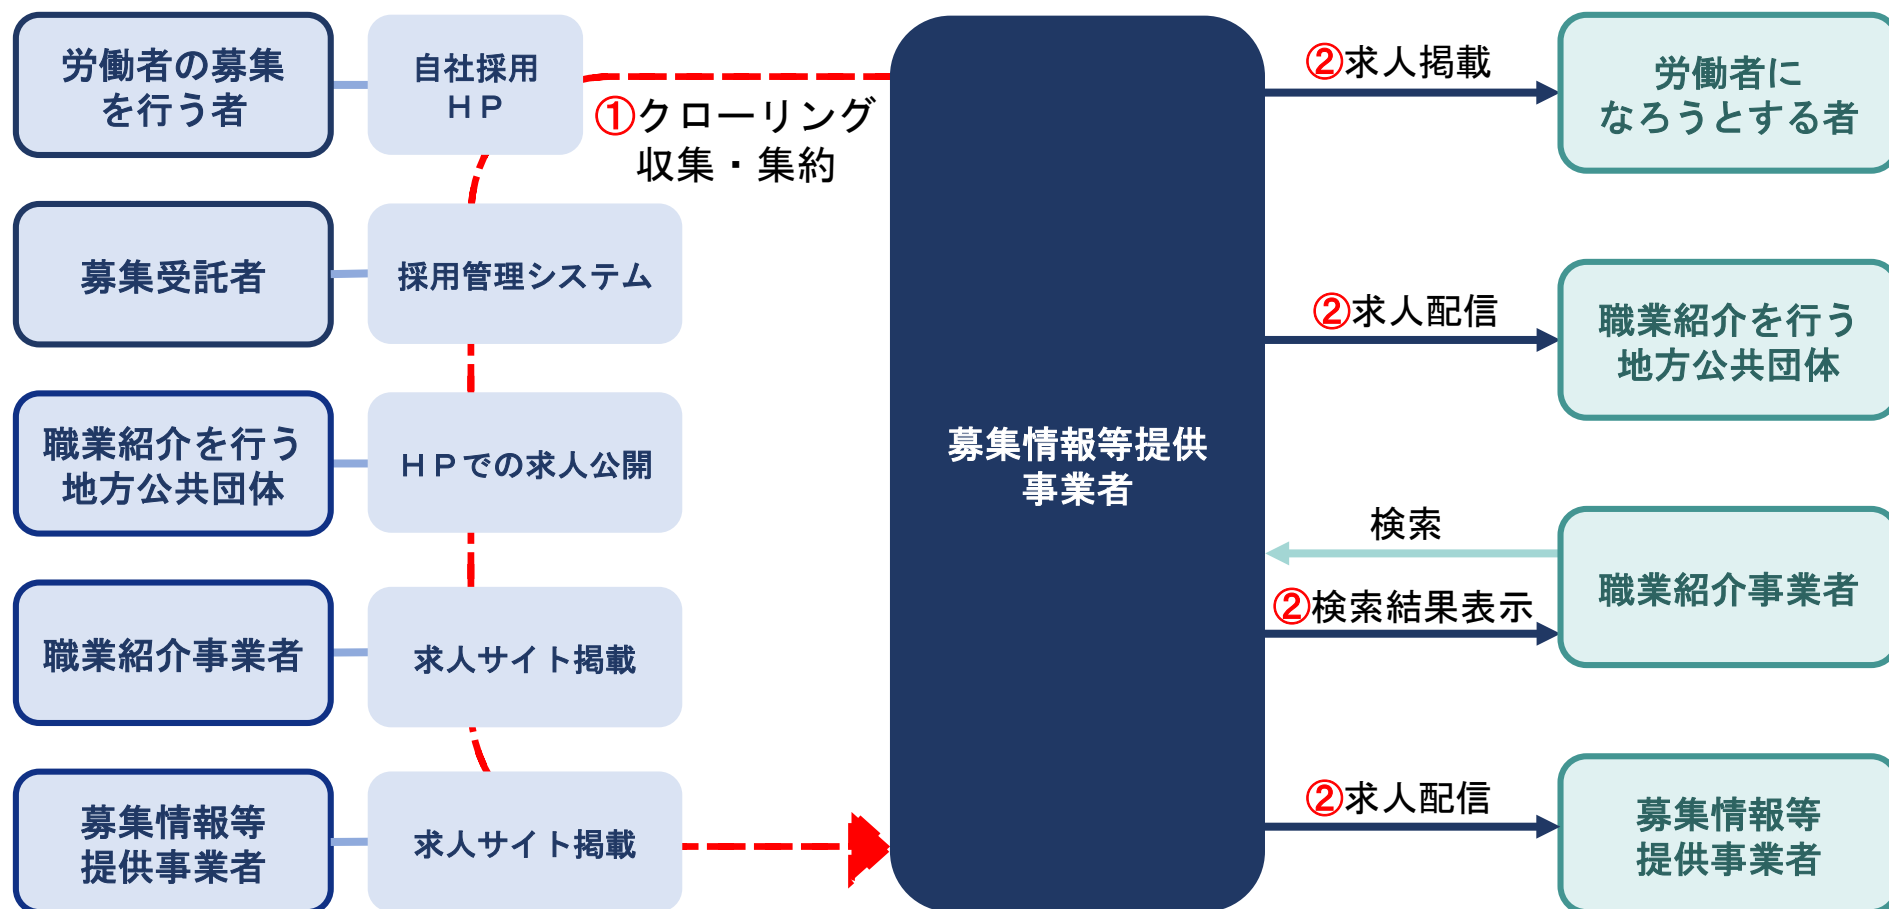 労働者の募集
を行う者
自社採用
ＨＰ
①クローリング
収集・集約
②求人掲載
労働者に
なろうとする者
募集受託者
採用管理システム
②求人配信
職業紹介を行う
地方公共団体
職業紹介を行う
地方公共団体
ＨＰでの求人公開
募集情報等提供
事業者
検索
②検索結果表示
職業紹介事業者
職業紹介事業者
求人サイト掲載
②求人配信
募集情報等
提供事業者
募集情報等
提供事業者
求人サイト掲載